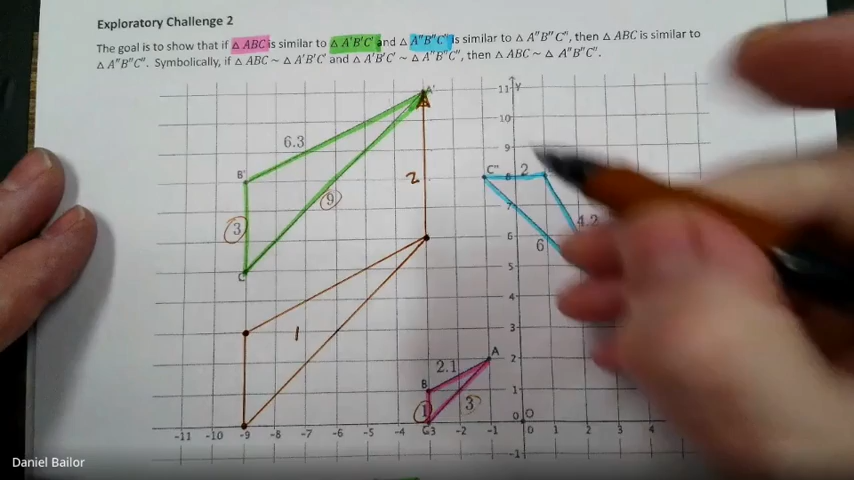 Exploratory Challenge 2
The goal is to show that if △ ABC is similar to △ A'B'C' and △ A"B"C" is similar to △ A"B"C", then △ ABC is similar to
△ A"B"C". Symbolically, if △ ABC ~ △ A'B'C' and △ A'B'C' ~ △ A"B"C", then △ ABC ~ △ A"B"C".
A' 11 Y
10
6.3 9
B' C" 8 2
9 2 7
3 4.2
6 6
C 5
4
1 3
A 2
2.1
B 1
1 3
0 O
-11 -10 -9 -8 -7 -6 -5 -4 C -3 -2 -1 0 1 2 3 4
-1
Daniel Bailor